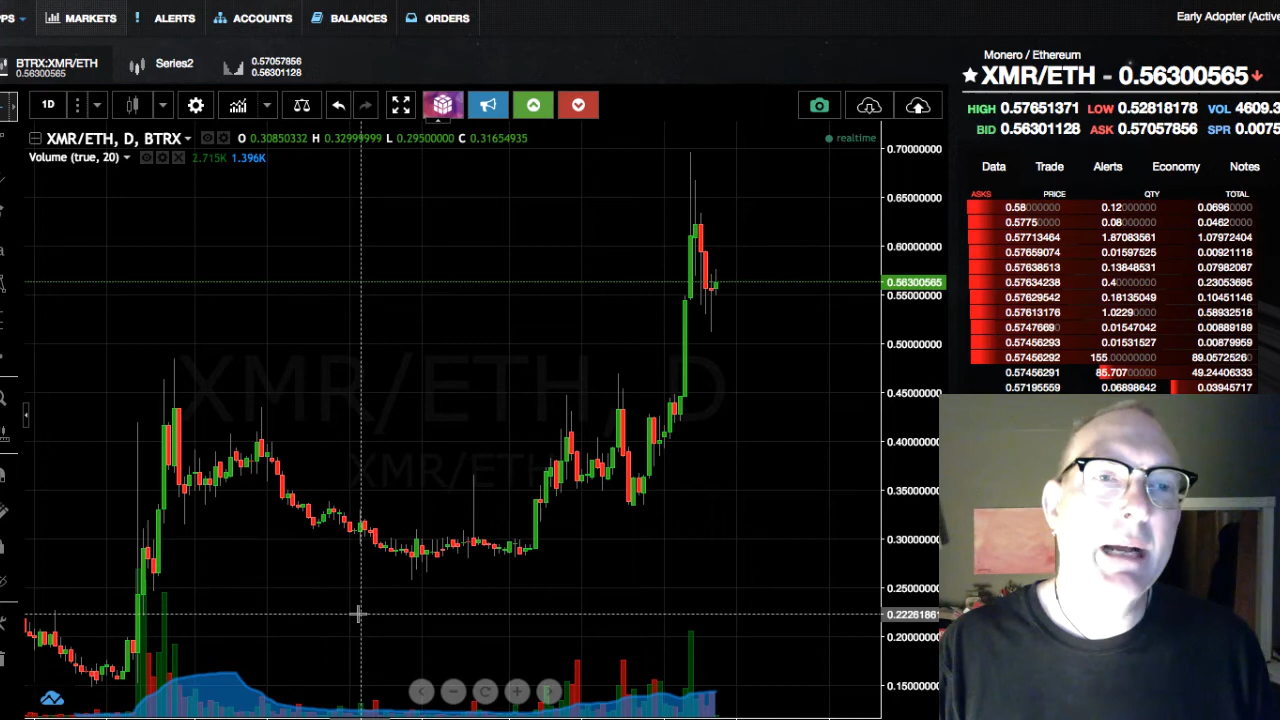 PPS MARKETS ALERTS ACCOUNTS BALANCES ORDERS
Early Adopter (Active
BTRX:XMR/ETH
0.56300565
Series2
0.57057856
0.56301128
Monero / Ethereum
XMR/ETH - 0.56300565
HIGH 0.57651371 LOW 0.52818178 VOL 4609.3
BID 0.56301128 ASK 0.57057856 SPR 0.0075
1D
XMR/ETH, D, BTRX O 0.30850332 H 0.32999999 L 0.29500000 C 0.31654935
realtime
Volume (true, 20) 2.715K 1.396K
Data Trade Alerts Economy Notes
ASKS PRICE QTY TOTAL
0.58000000 0.12000000 0.06960000
0.57750000 0.08000000 0.04620000
0.57713464 1.87083561 1.07972404
0.57659074 0.01597525 0.00921118
0.57638513 0.13848531 0.07982067
0.57634238 0.40000000 0.23053695
0.57629542 0.18135049 0.10451146
0.57613176 1.02290000 0.58932518
0.57476690 0.01547042 0.00889189
0.57456293 0.01531527 0.00879959
0.57456292 155.00000000 89.05725260
0.57456291 85.70700000 49.24406333
0.57195559 0.06898642 0.03945717
XMR/ETH, D
XMR/ETH
0.70000000
0.65000000
0.60000000
0.56300565
0.55000000
0.50000000
0.45000000
0.40000000
0.35000000
0.30000000
0.25000000
0.22261861
0.20000000
0.15000000